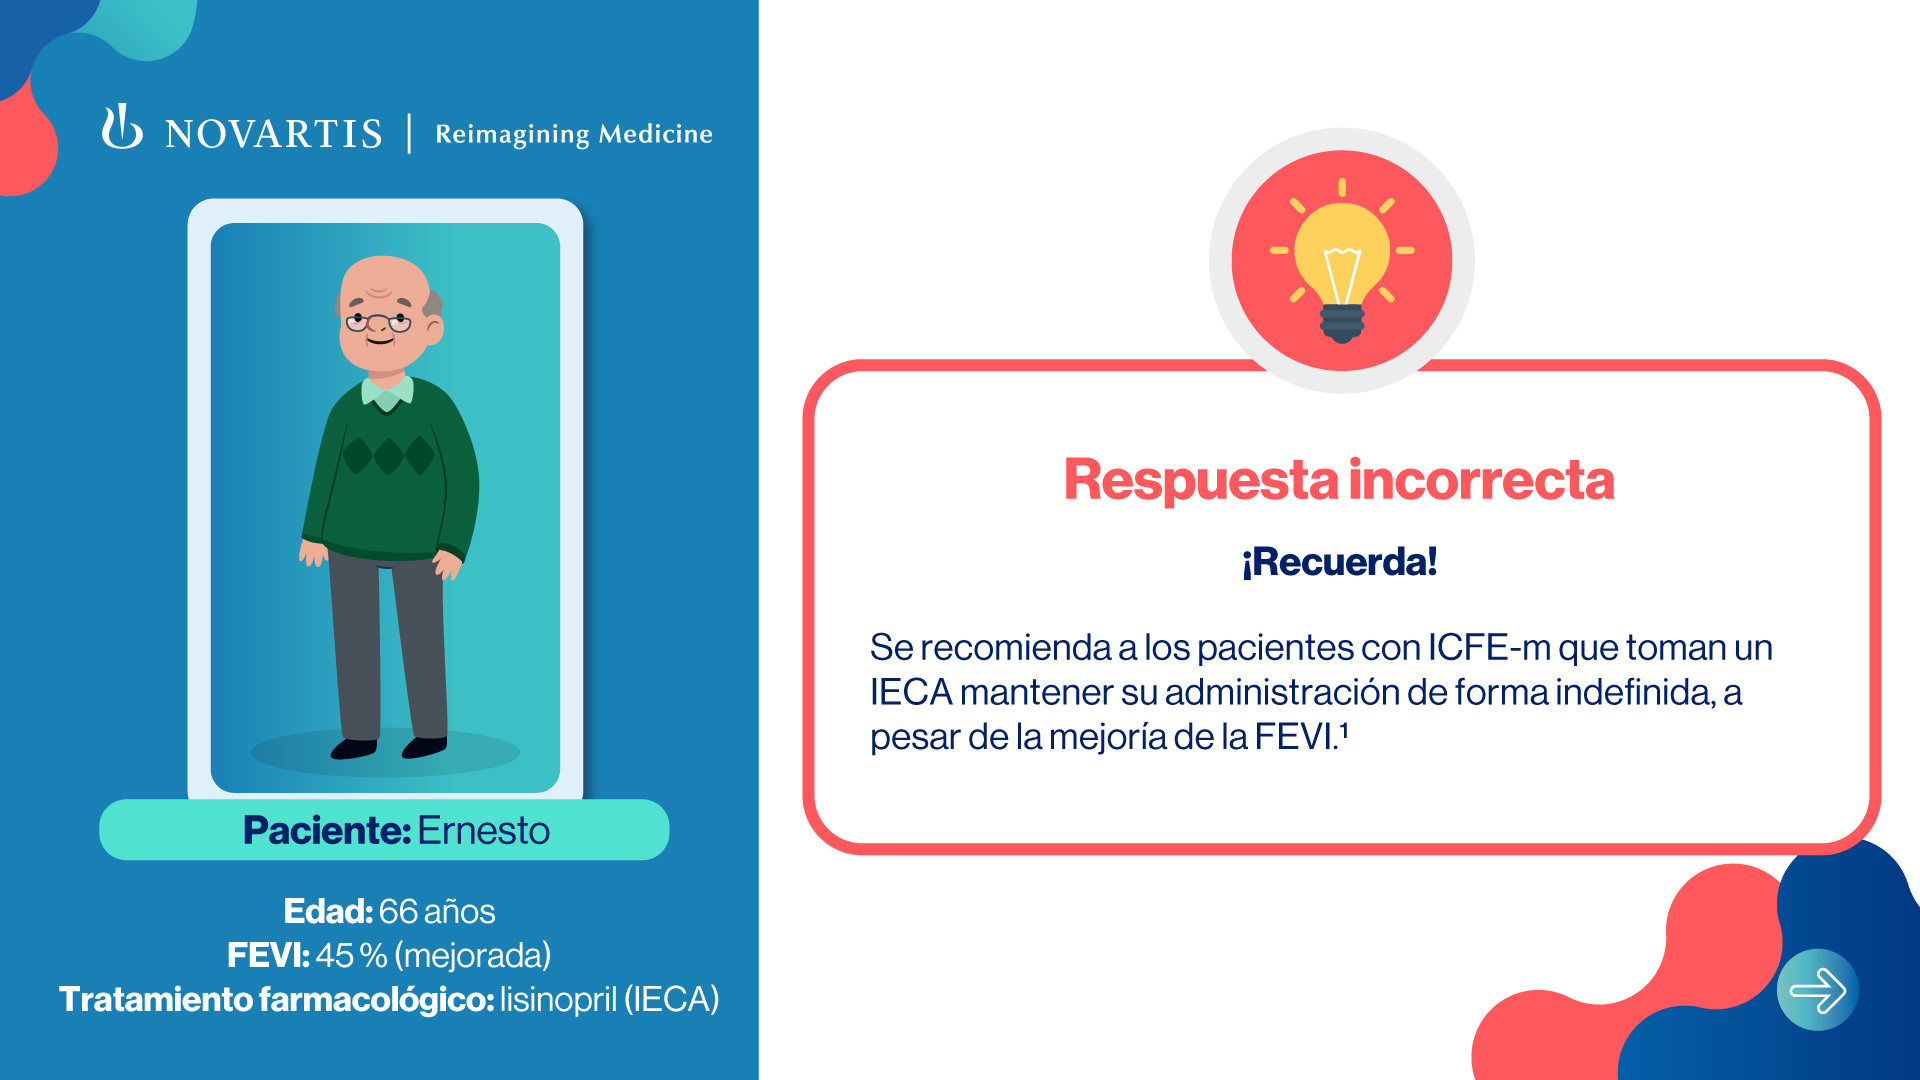 NOVARTIS | Reimagining Medicine
Paciente: Ernesto
Edad: 66 años
FEVI: 45 % (mejorada)
Tratamiento farmacológico: lisinopril (IECA)
Respuesta incorrecta
¡Recuerda!
Se recomienda a los pacientes con ICFE-m que toman un
IECA mantener su administración de forma indefinida, a
pesar de la mejoría de la FEVI.¹